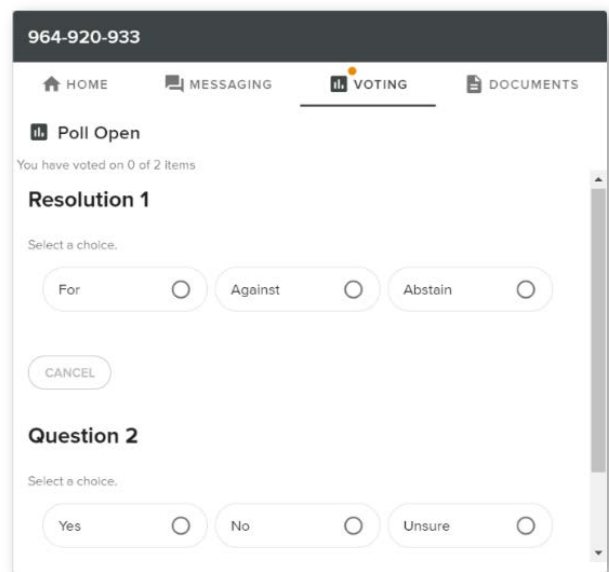 964-920-933
HOME MESSAGING VOTING DOCUMENTS
Poll Open
You have voted on 0 of 2 items
Resolution 1
Select a choice.
For Against Abstain
CANCEL
Question 2
Select a choice.
Yes No Unsure